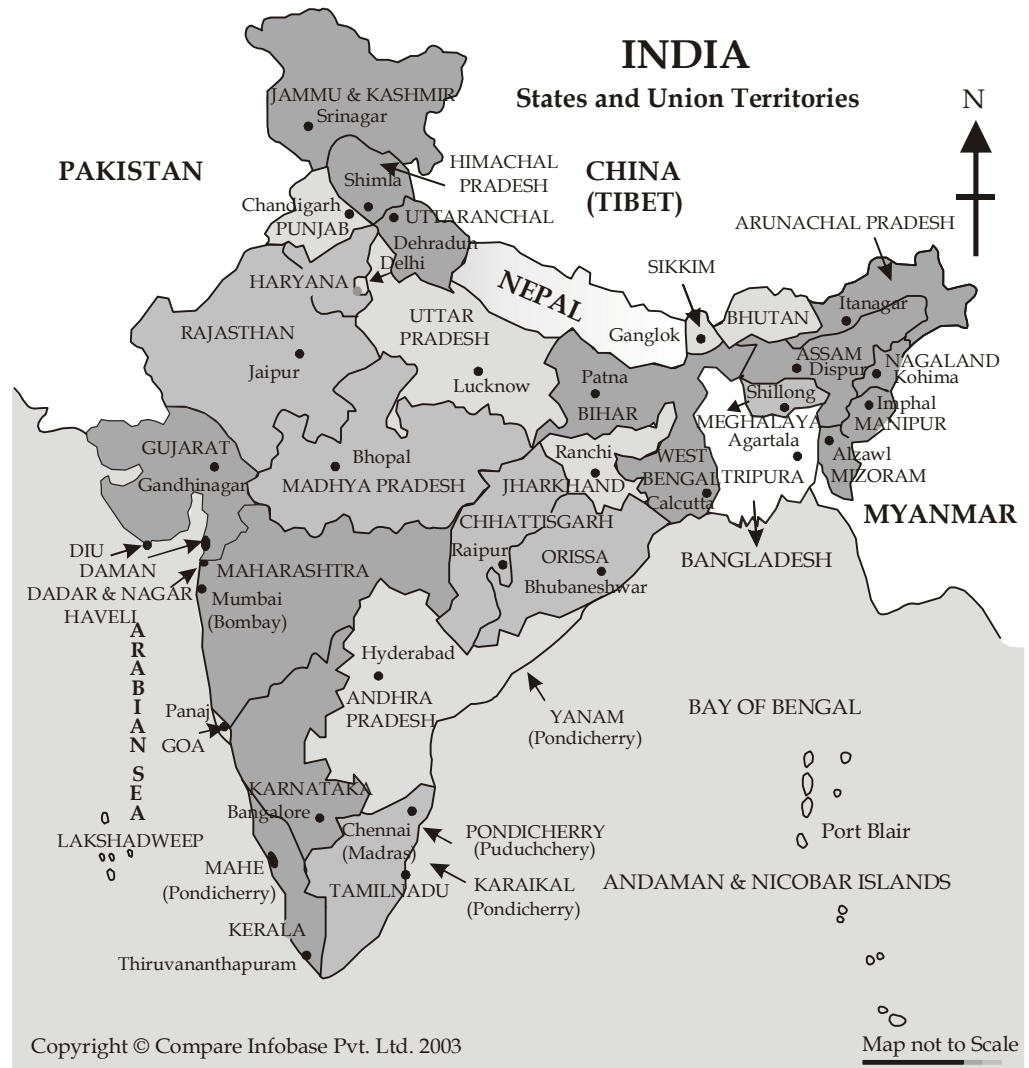 INDIA
States and Union Territories
N
JAMMU & KASHMIR
Srinagar
PAKISTAN
HIMACHAL
PRADESH
CHINA
(TIBET)
Shimla
Chandigarh
PUNJAB
UTTARANCHAL
Dehradun
Delhi
HARYANA
ARUNACHAL PRADESH
SIKKIM
NEPAL
Itanagar
BHUTAN
Ganglok
RAJASTHAN
Jaipur
UTTAR
PRADESH
Lucknow
ASSAM
Dispur
NAGALAND
Kohima
Patna
BIHAR
Shillong
MEGHALAYA
Imphal
MANIPUR
Agartala
TRIPURA
Alzawl
MIZORAM
GUJARAT
Gandhinagar
Bhopal
MADHYA PRADESH
Ranchi
JHARKHAND
WEST
BENGAL
Calcutta
MYANMAR
CHHATTISGARH
Raipur
ORISSA
Bhubaneshwar
BANGLADESH
DIU
DAMAN
DADAR & NAGAR
HAVELI
MAHARASHTRA
Mumbai
(Bombay)
ARABIAN SEA
Hyderabad
ANDHRA
PRADESH
Panaj
GOA
YANAM
(Pondicherry)
BAY OF BENGAL
KARNATAKA
Bangalore
Chennai
(Madras)
PONDICHERRY
(Puduchchery)
Port Blair
LAKSHADWEEP
MAHE
(Pondicherry)
TAMILNADU
KARAIKAL
(Pondicherry)
ANDAMAN & NICOBAR ISLANDS
KERALA
Thiruvananthapuram
Copyright © Compare Infobase Pvt. Ltd. 2003
Map not to Scale